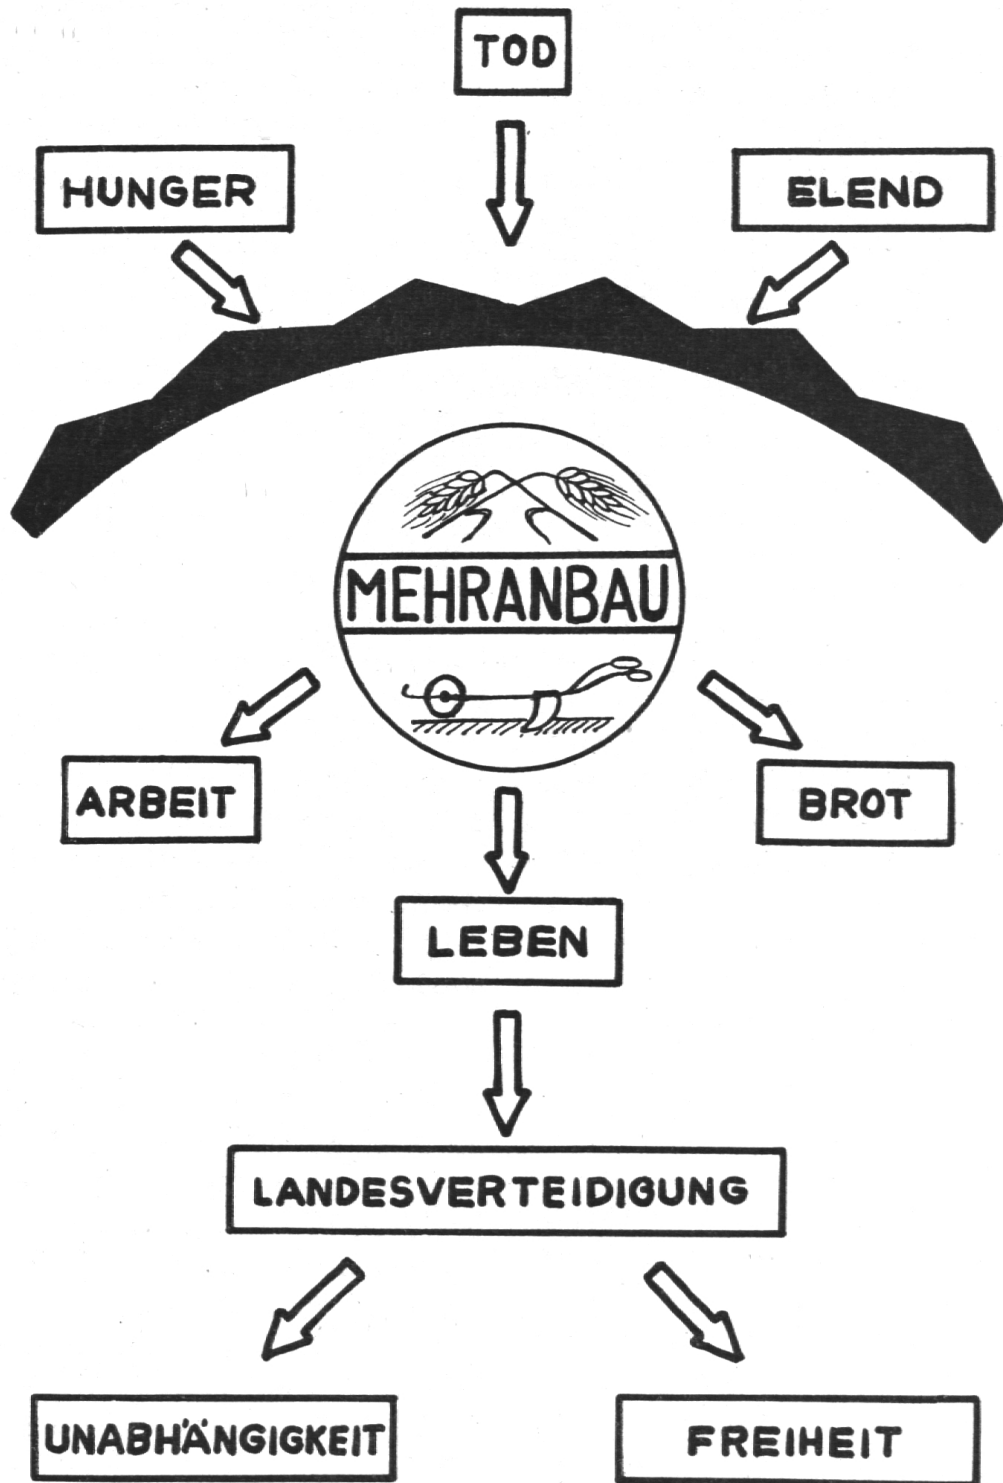 TOD
HUNGER
ELEND
MEHRANBAU
ARBEIT
BROT
LEBEN
LANDESVERTEIDIGUNG
UNABHÄNGIGKEIT
FREIHEIT